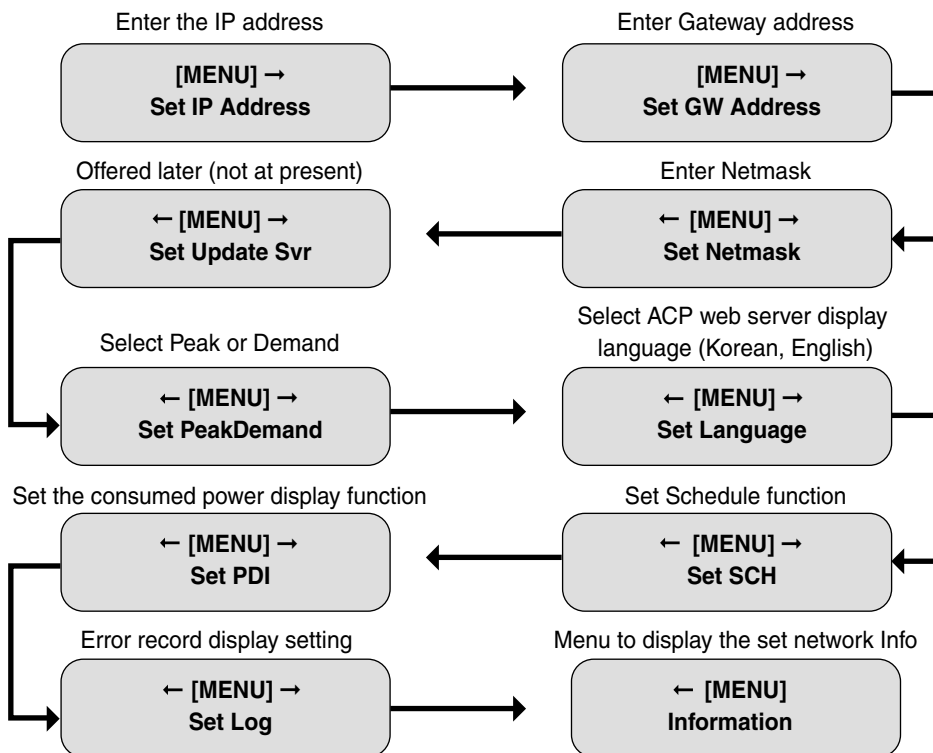 Enter the IP address
[MENU] →
Set IP Address
Enter Gateway address
[MENU] →
Set GW Address
Enter Netmask
← [MENU] →
Set Netmask
Offered later (not at present)
← [MENU] →
Set Update Svr
Select Peak or Demand
← [MENU] →
Set PeakDemand
Select ACP web server display
language (Korean, English)
← [MENU] →
Set Language
Set Schedule function
← [MENU] →
Set SCH
Set the consumed power display function
← [MENU] →
Set PDI
Error record display setting
← [MENU] →
Set Log
Menu to display the set network Info
← [MENU]
Information